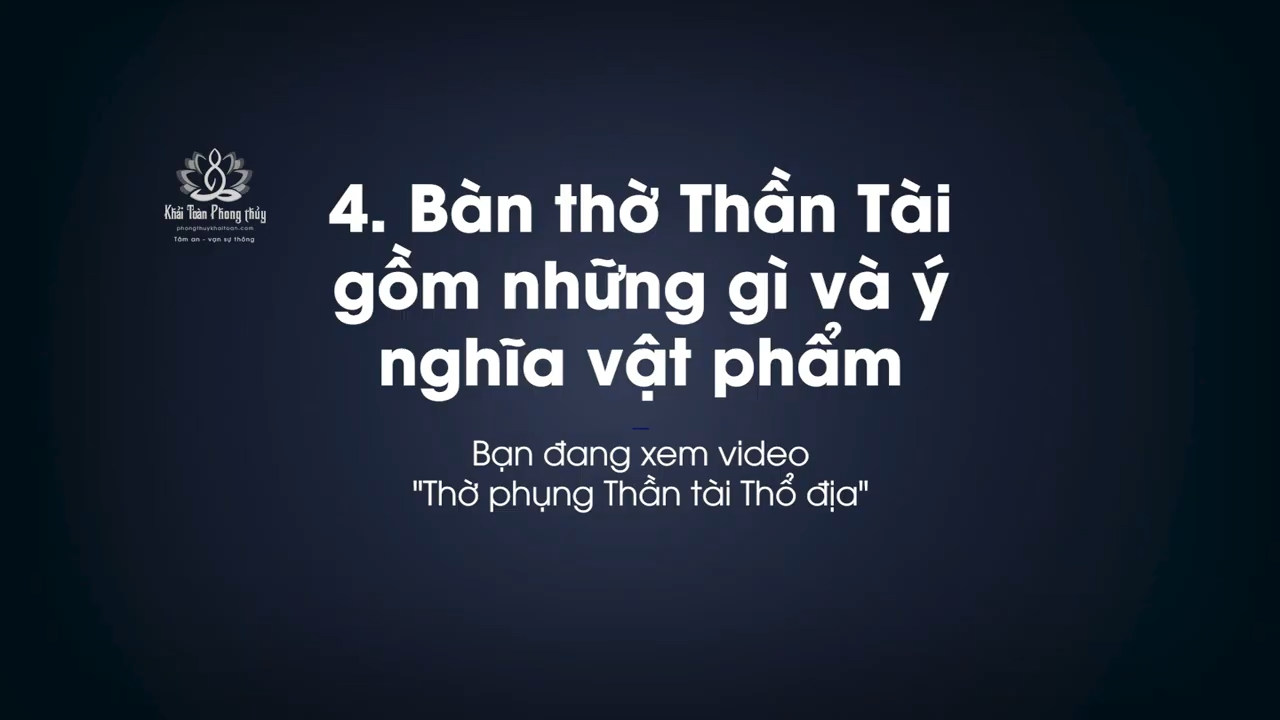 Khải Toàn Phong thủy
phongthuykhaitoan.com
Tâm an - vạn sự thông
4. Bàn thờ Thần Tài
gồm những gì và ý
nghĩa vật phẩm
Bạn đang xem video
"Thờ phụng Thần tài Thổ địa"